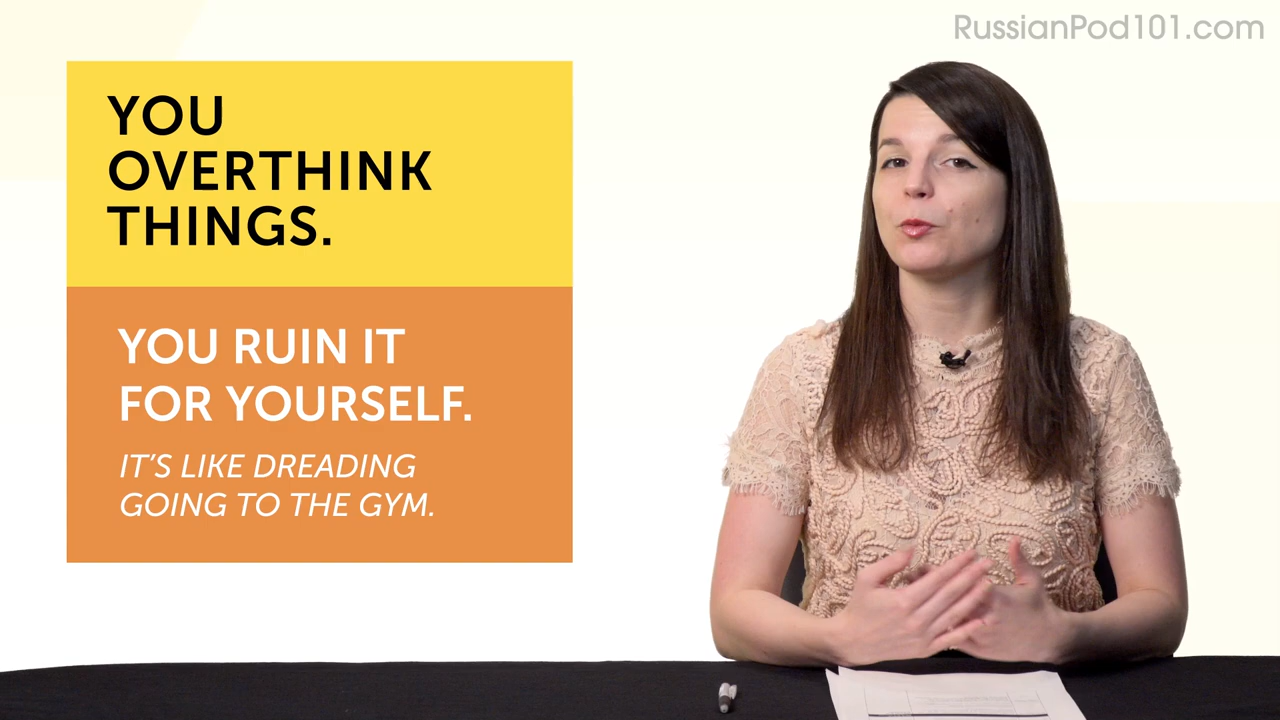 RussianPod101.com
YOU
OVERTHINK
THINGS.
YOU RUIN IT
FOR YOURSELF.
IT'S LIKE DREADING
GOING TO THE GYM.